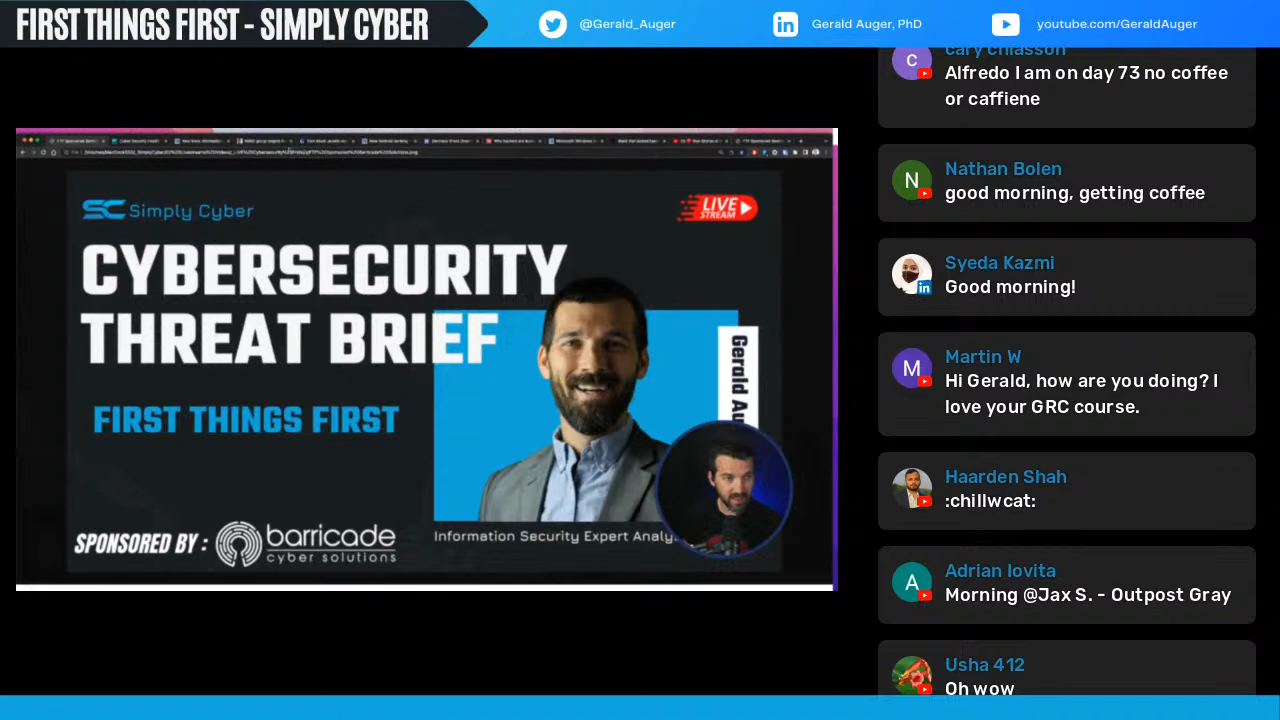 FIRST THINGS FIRST - SIMPLY CYBER
@Gerald_Auger
Gerald Auger, PhD
youtube.com/GeraldAuger
SC Simply Cyber
LIVE
STREAM
CYBERSECURITY
THREAT BRIEF
FIRST THINGS FIRST
Gerald Au
SPONSORED BY :
barricade
cyber solutions
Information Security Expert Analy
cary chiasson
C
Alfredo I am on day 73 no coffee
or caffiene
Nathan Bolen
N
good morning, getting coffee
Syeda Kazmi
Good morning!
Martin W
M
Hi Gerald, how are you doing? I
love your GRC course.
Haarden Shah
:chillwcat:
Adrian Iovita
A
Morning @Jax S. - Outpost Gray
Usha 412
Oh wow